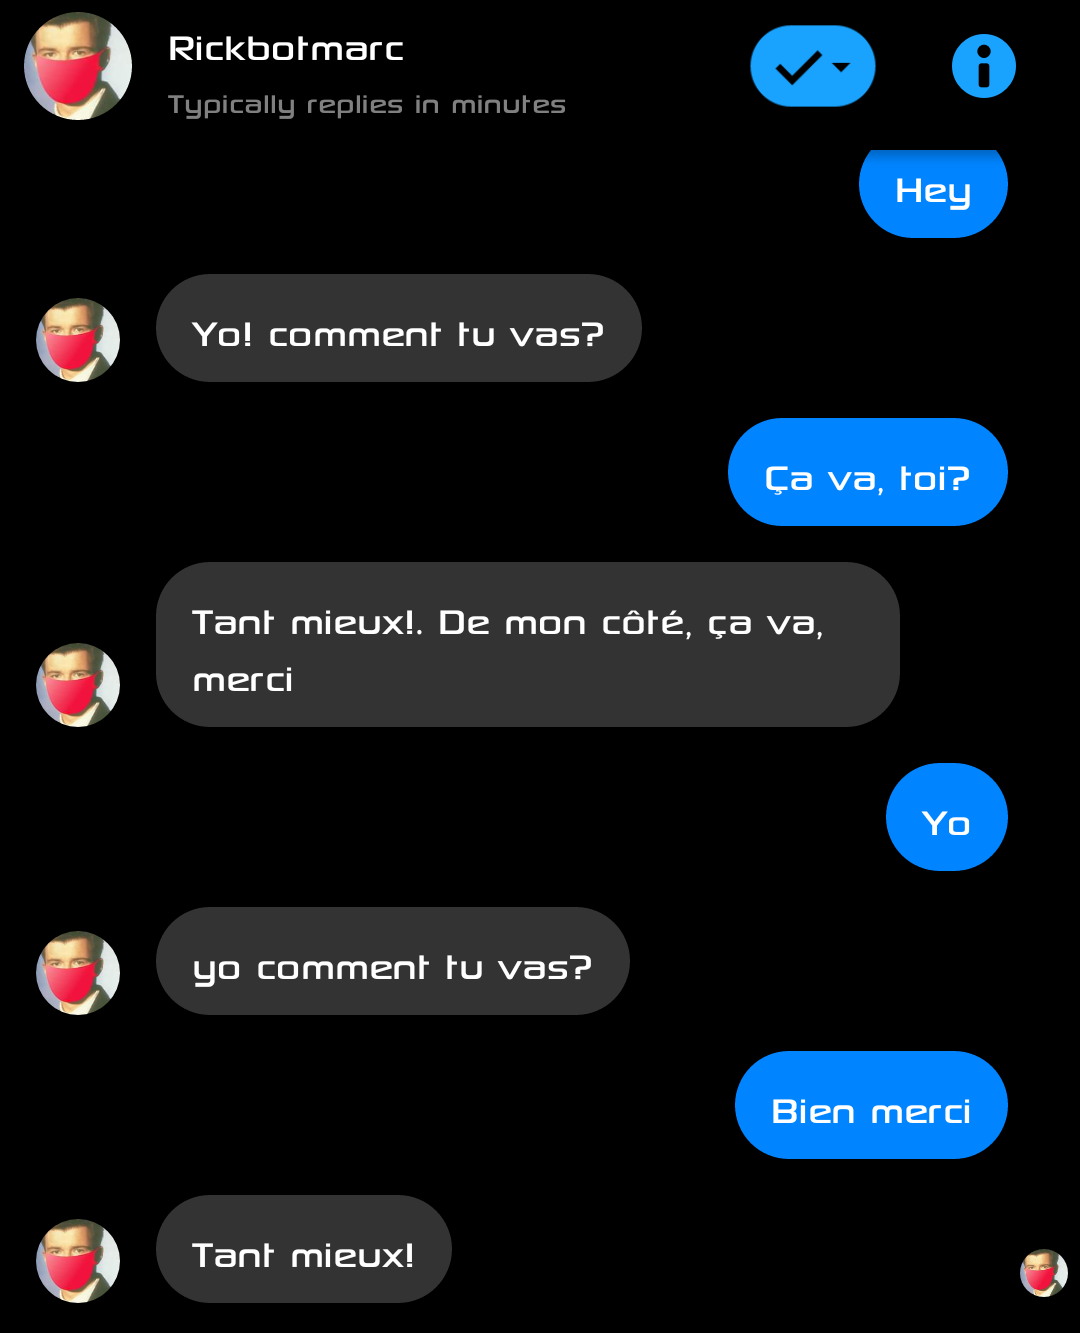 Rickbotmarc
Typically replies in minutes
Hey
Yo! comment tu vas?
Ça va, toi?
Tant mieux!. De mon côté, ça va,
merci
Yo
yo comment tu vas?
Bien merci
Tant mieux!